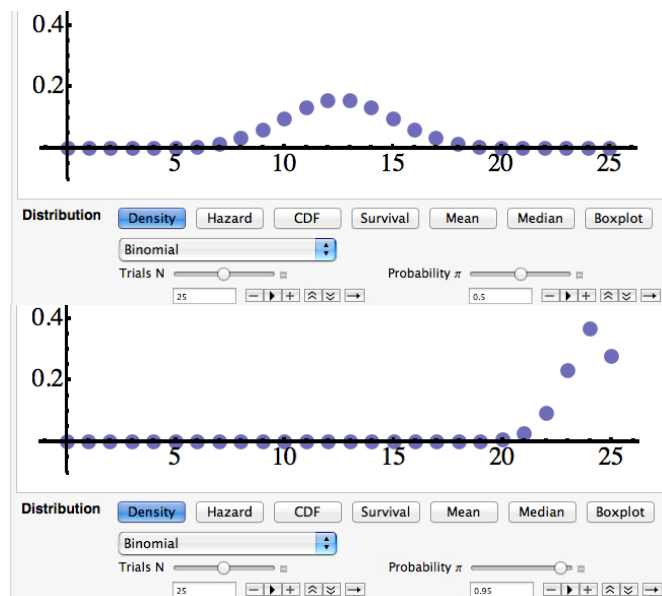 0.4
0.2
5 10 15 20 25
Distribution Density Hazard CDF Survival Mean Median Boxplot
Binomial
Trials N Probability π
25 0.5
0.4
0.2
5 10 15 20 25
Distribution Density Hazard CDF Survival Mean Median Boxplot
Binomial
Trials N Probability π
25 0.95